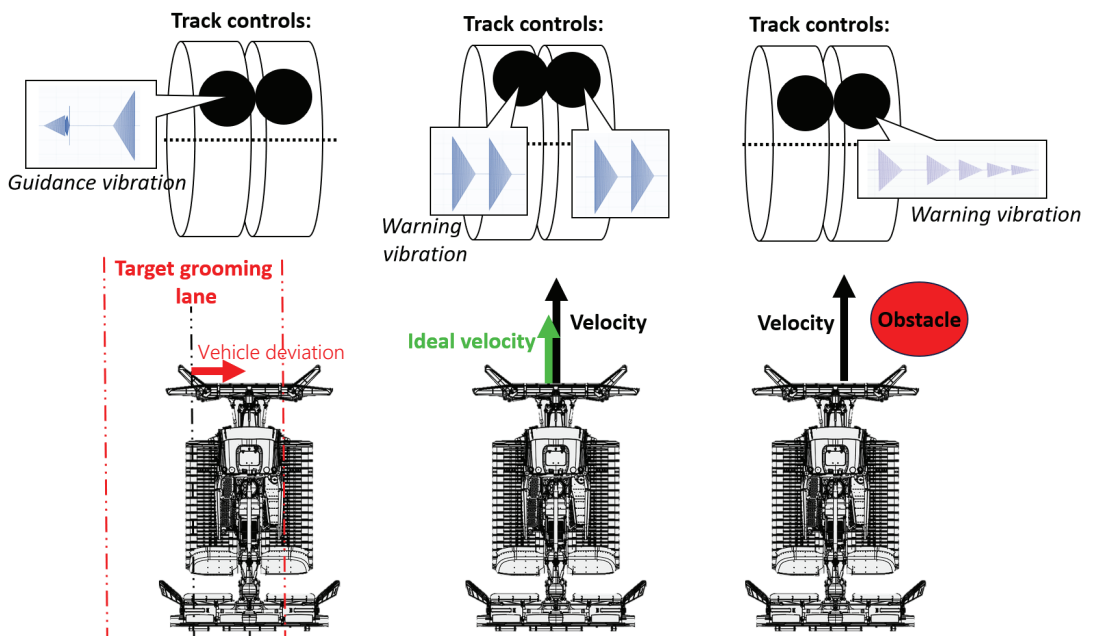 Track controls:
Track controls:
Track controls:
Guidance vibration
Warning
vibration
Warning vibration
Target grooming
lane
Vehicle deviation
Ideal velocity
Velocity
Velocity
Obstacle